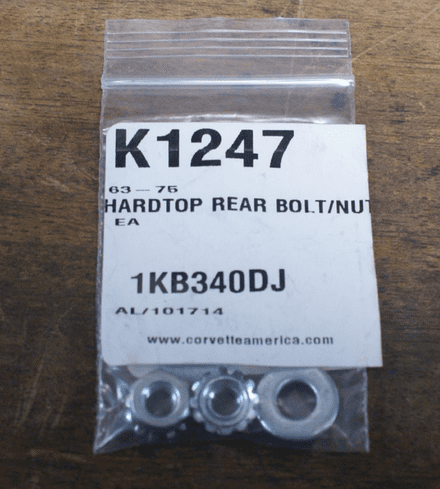 K1247
63-75
HARDTOP REAR BOLT/NUT
EA
1KB340DJ
AL/101714
www.corvetteamerica.com